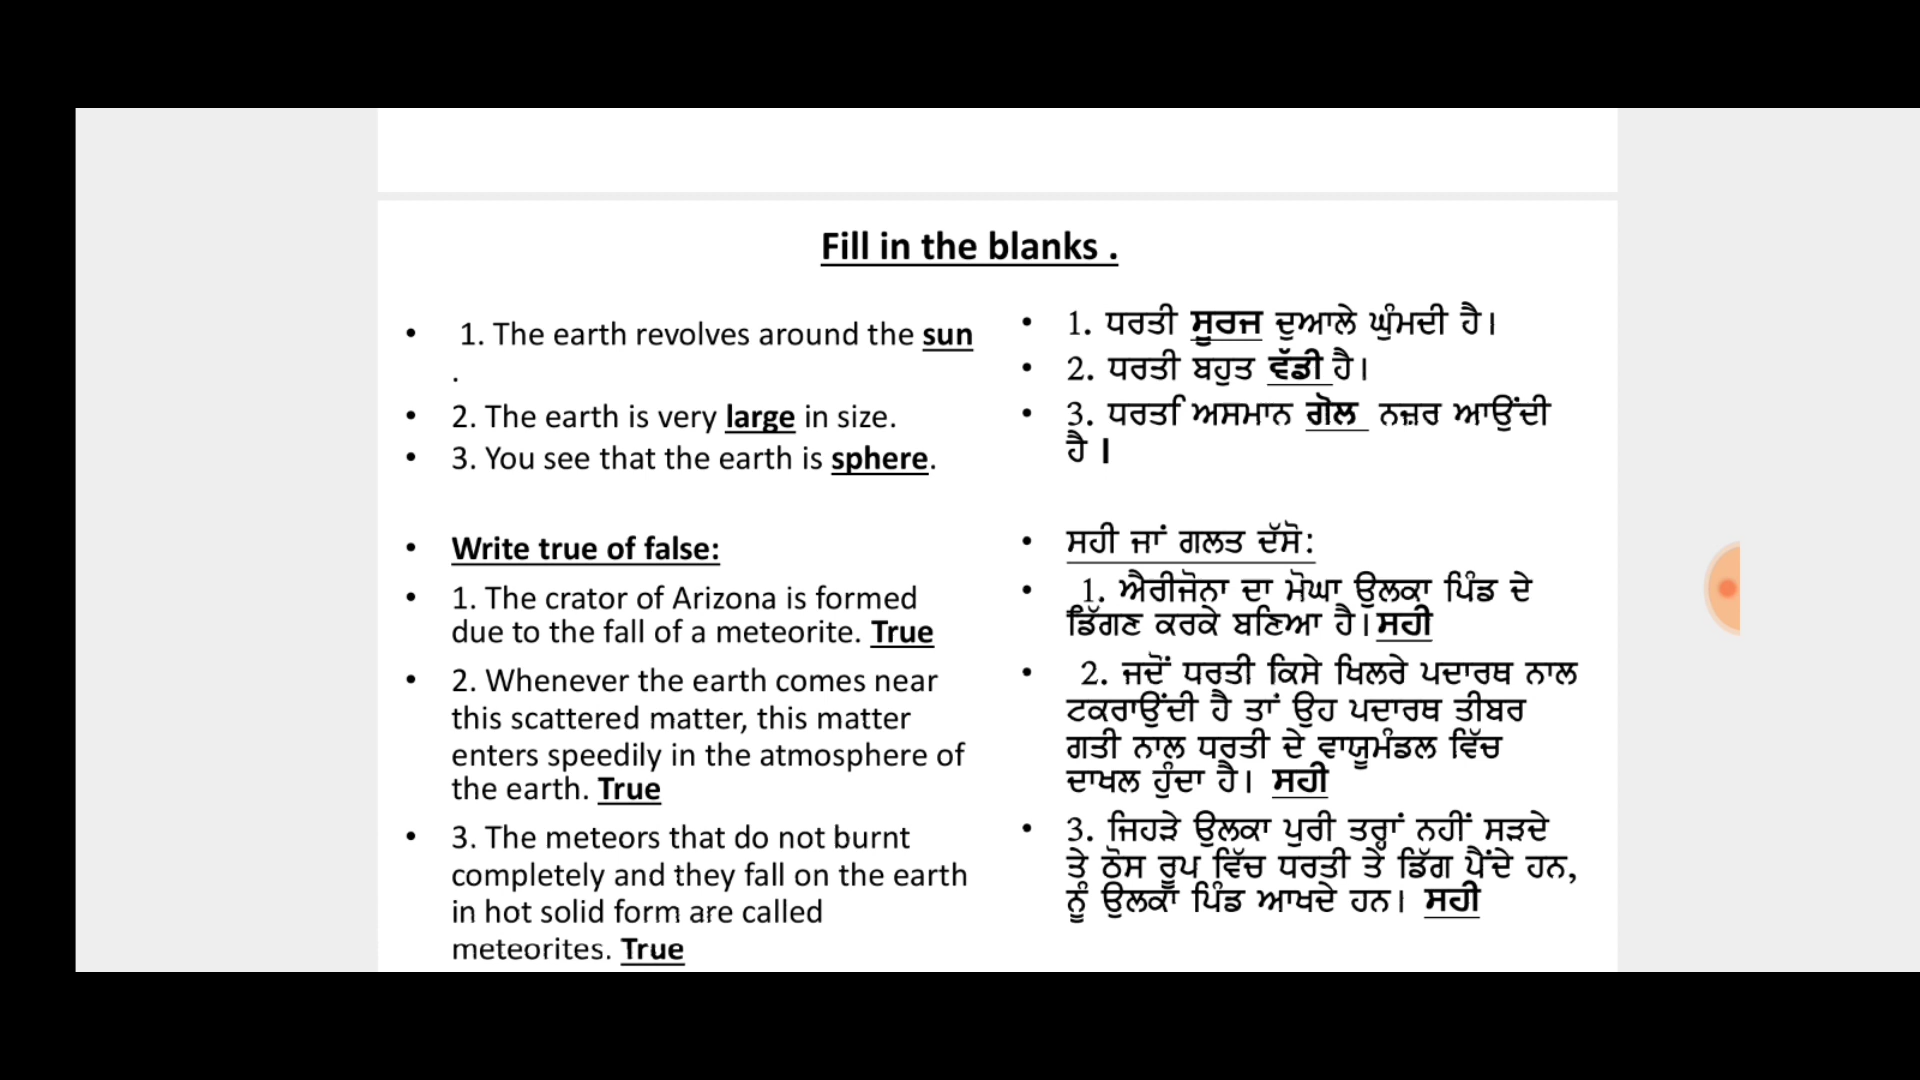 Fill in the blanks .
• 1. The earth revolves around the sun
.
• 2. The earth is very large in size.
• 3. You see that the earth is sphere.
• Write true of false:
• 1. The crator of Arizona is formed
due to the fall of a meteorite. True
• 2. Whenever the earth comes near
this scattered matter, this matter
enters speedily in the atmosphere of
the earth. True
• 3. The meteors that do not burnt
completely and they fall on the earth
in hot solid form are called
meteorites. True
• 1. ਧਰਤੀ ਸੂਰਜ ਦੁਆਲੇ ਘੁੰਮਦੀ ਹੈ।
• 2. ਧਰਤੀ ਬਹੁਤ ਵੱਡੀ ਹੈ।
• 3. ਧਰਤਿ ਅਸਮਾਨ ਗੋਲ ਨਜ਼ਰ ਆਉਂਦੀ
ਹੈ ।
• ਸਹੀ ਜਾਂ ਗਲਤ ਦੱਸੋ:
• 1. ਐਰੀਜੋਨਾ ਦਾ ਮੋਘਾ ਉਲਕਾ ਪਿੰਡ ਦੇ
ਡਿੱਗਣ ਕਰਕੇ ਬਣਿਆ ਹੈ। ਸਹੀ
• 2. ਜਦੋਂ ਧਰਤੀ ਕਿਸੇ ਖਿਲਰੇ ਪਦਾਰਥ ਨਾਲ
ਟਕਰਾਉਂਦੀ ਹੈ ਤਾਂ ਉਹ ਪਦਾਰਥ ਤੀਬਰ
ਗਤੀ ਨਾਲ ਧਰਤੀ ਦੇ ਵਾਯੂਮੰਡਲ ਵਿੱਚ
ਦਾਖਲ ਹੁੰਦਾ ਹੈ। ਸਹੀ
• 3. ਜਿਹੜੇ ਉਲਕਾ ਪੁਰੀ ਤਰ੍ਹਾਂ ਨਹੀਂ ਸੜਦੇ
ਤੇ ਠੋਸ ਰੂਪ ਵਿੱਚ ਧਰਤੀ ਤੇ ਡਿੱਗ ਪੈਂਦੇ ਹਨ,
ਨੂੰ ਉਲਕਾ ਪਿੰਡ ਆਖਦੇ ਹਨ। ਸਹੀ